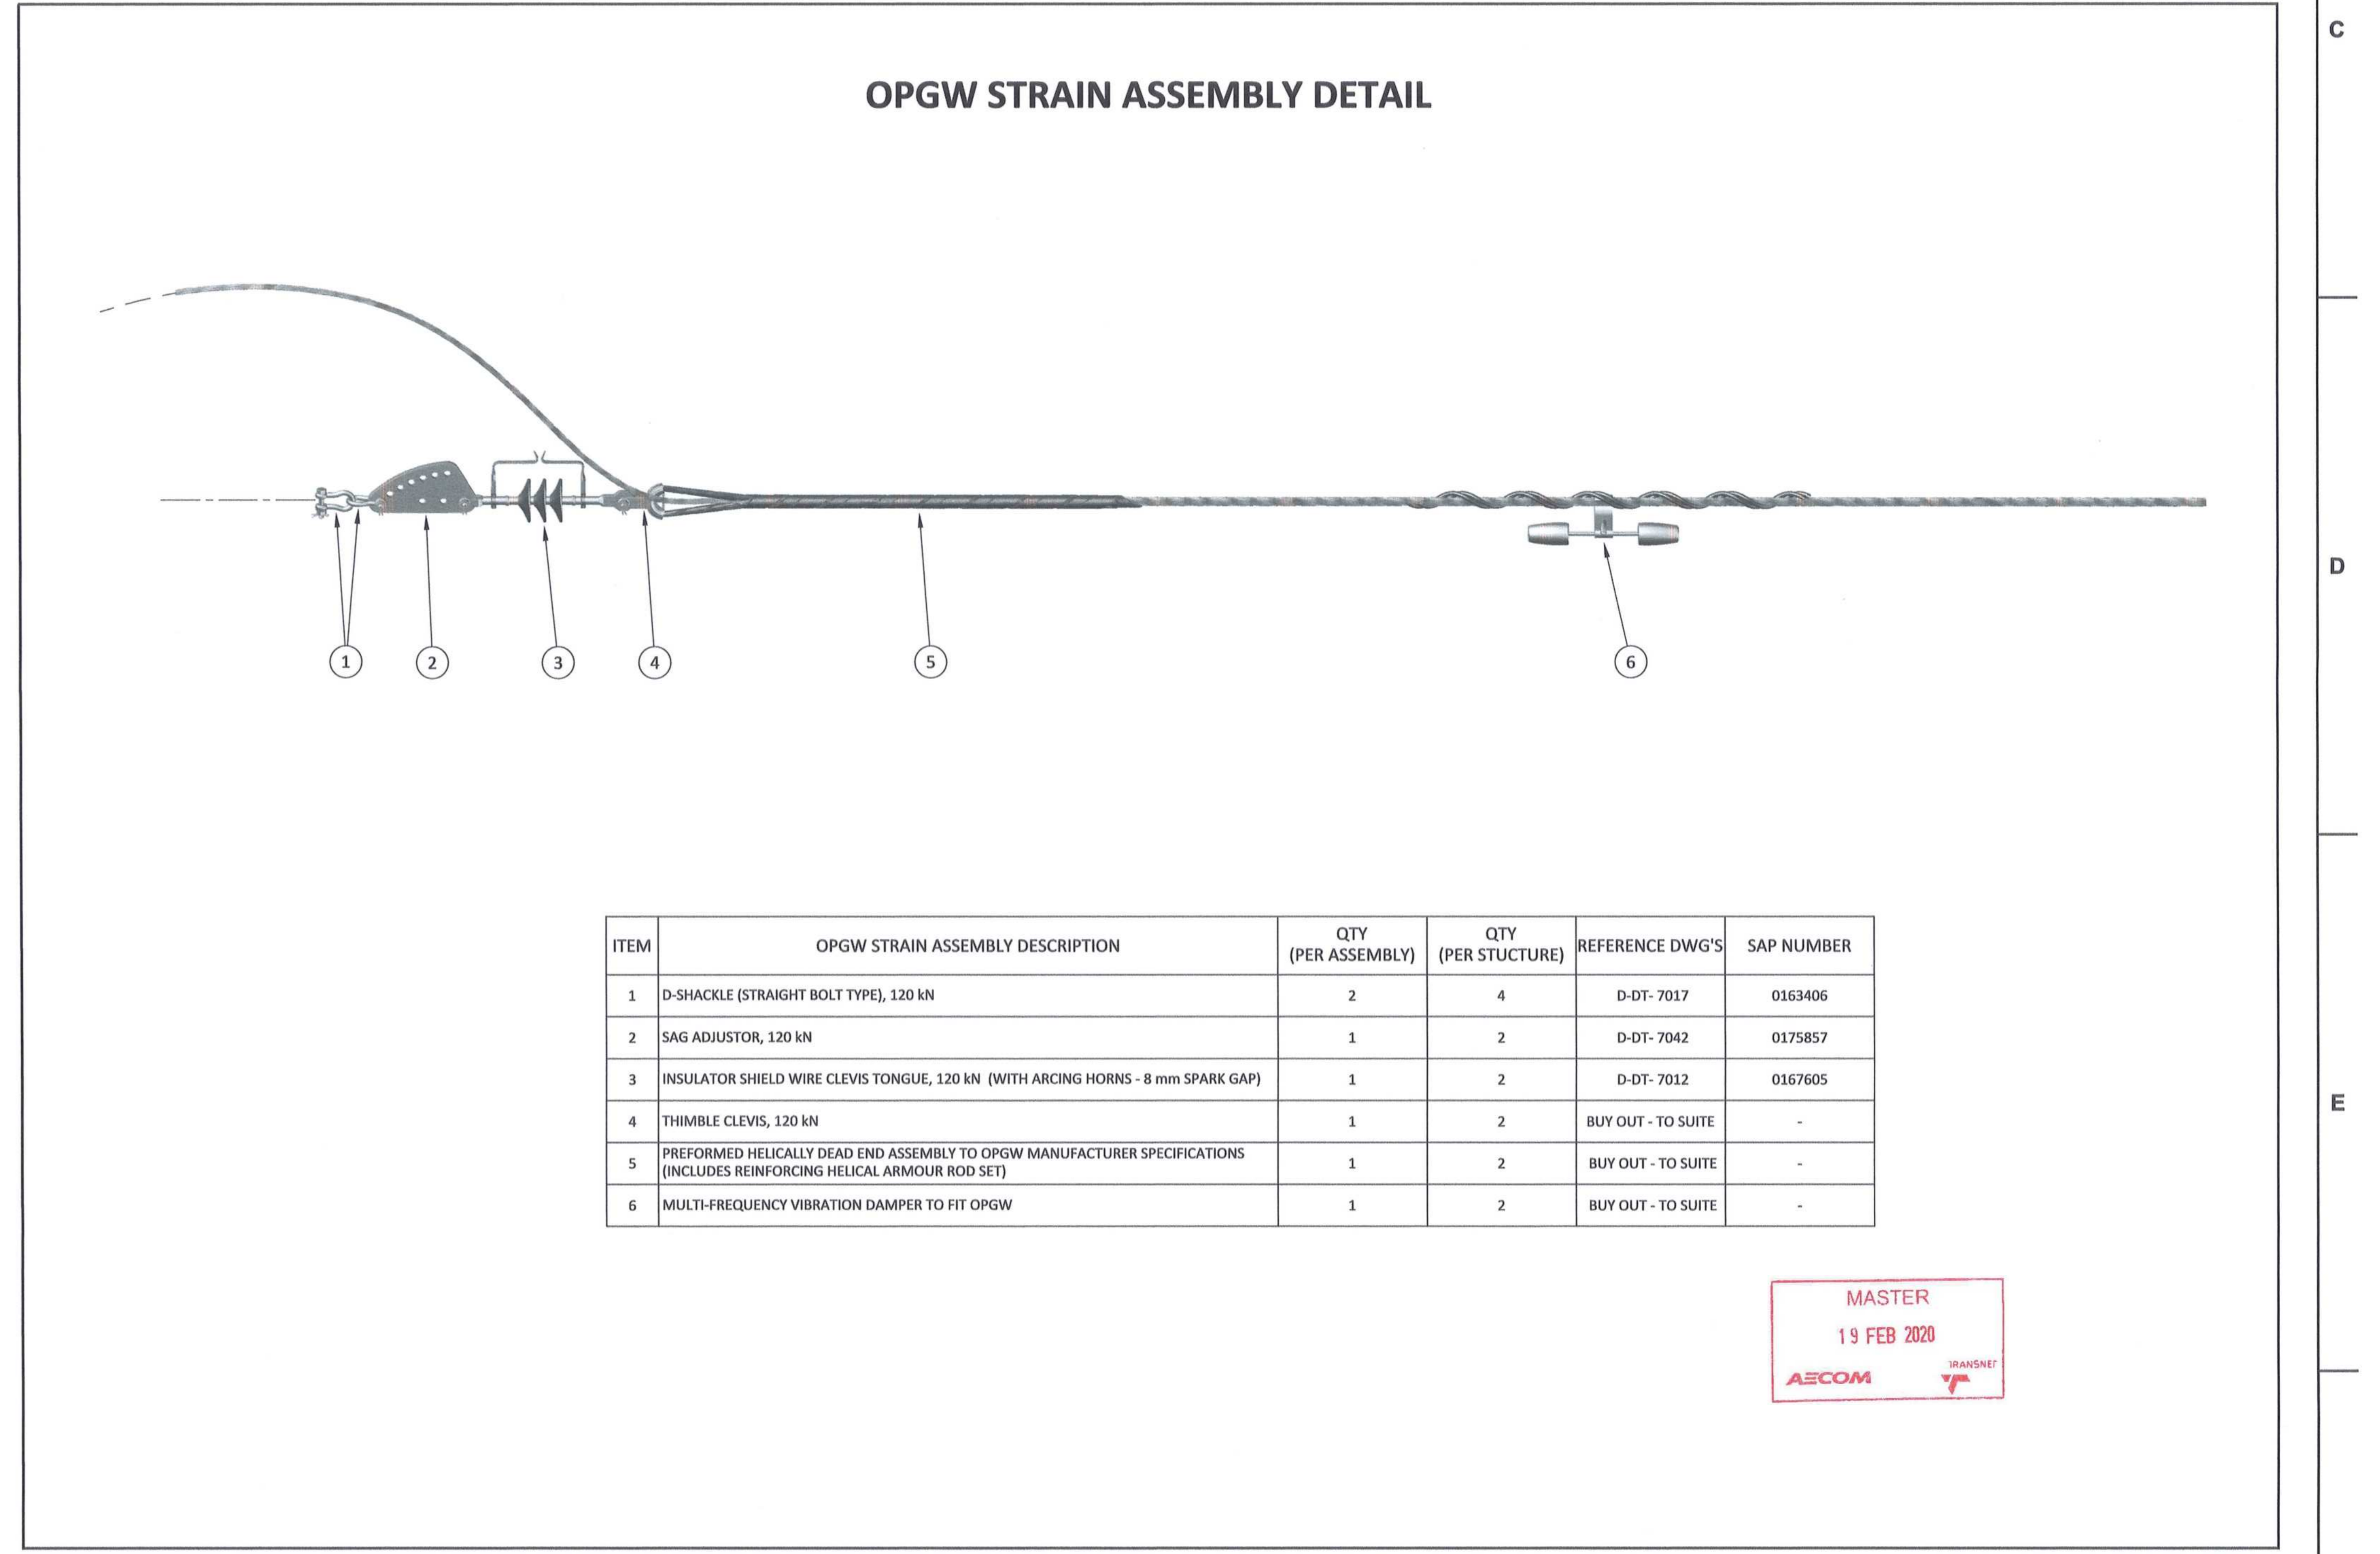 C
OPGW STRAIN ASSEMBLY DETAIL
1 2 3 4 5 6
D
ITEM OPGW STRAIN ASSEMBLY DESCRIPTION QTY (PER ASSEMBLY) QTY (PER STUCTURE) REFERENCE DWG'S SAP NUMBER
1 D-SHACKLE (STRAIGHT BOLT TYPE), 120 kN 2 4 D-DT- 7017 0163406
2 SAG ADJUSTOR, 120 kN 1 2 D-DT- 7042 0175857
3 INSULATOR SHIELD WIRE CLEVIS TONGUE, 120 kN (WITH ARCING HORNS - 8 mm SPARK GAP) 1 2 D-DT- 7012 0167605
E
4 THIMBLE CLEVIS, 120 kN 1 2 BUY OUT - TO SUITE -
5 PREFORMED HELICALLY DEAD END ASSEMBLY TO OPGW MANUFACTURER SPECIFICATIONS
(INCLUDES REINFORCING HELICAL ARMOUR ROD SET) 1 2 BUY OUT - TO SUITE -
6 MULTI-FREQUENCY VIBRATION DAMPER TO FIT OPGW 1 2 BUY OUT - TO SUITE -
MASTER
19 FEB 2020
AECOM TRANSNET